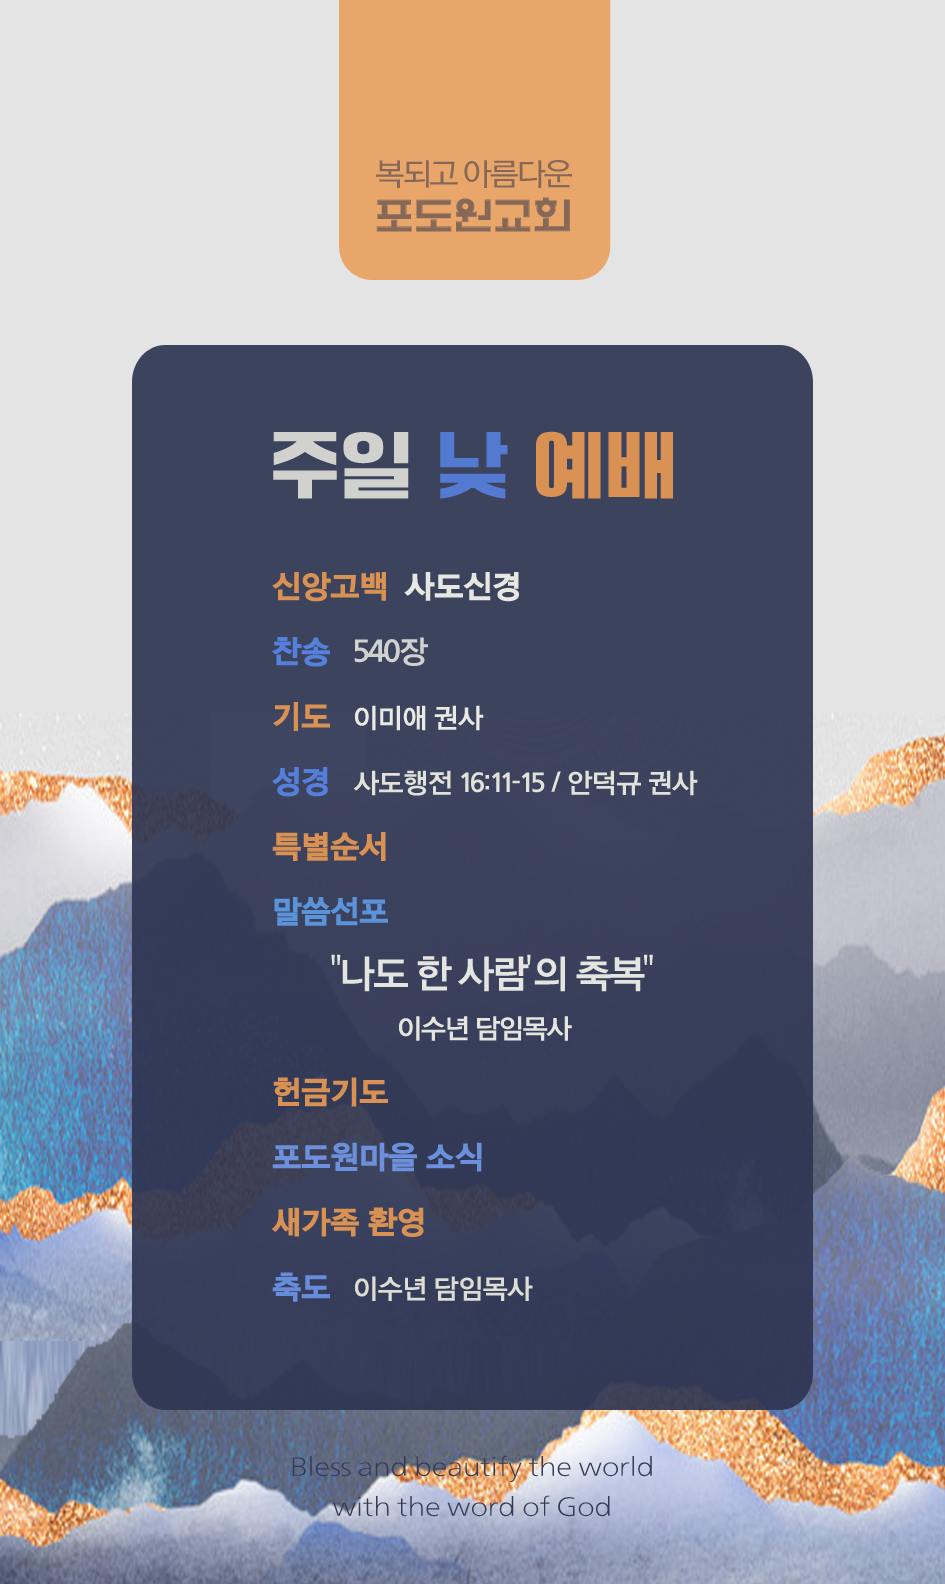 복되고 아름다운
포도원교회
주일 낮 예배
신앙고백 사도신경
찬송 540장
기도 이미애 권사
성경 사도행전 16:11-15 / 안덕규 권사
특별순서
말씀선포
"나도 한 사람'의 축복"
이수년 담임목사
헌금기도
포도원마을 소식
새가족 환영
축도 이수년 담임목사
Bless and beautify the world
with the word of God